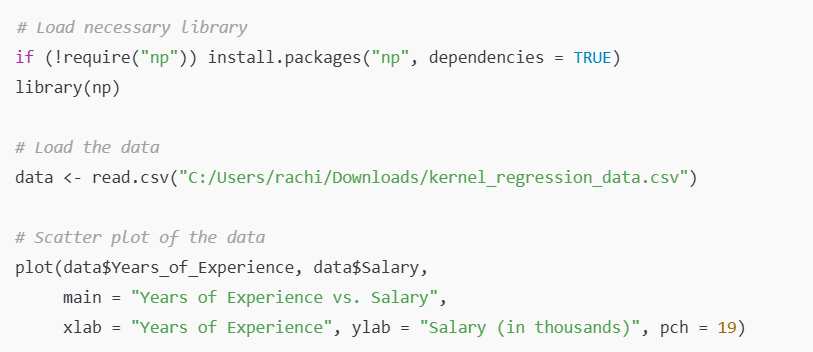 # Load necessary library
if (!require("np")) install.packages("np", dependencies = TRUE)
library(np)

# Load the data
data <- read.csv("C:/Users/rachi/Downloads/kernel_regression_data.csv")

# Scatter plot of the data
plot(data$Years_of_Experience, data$Salary,
     main = "Years of Experience vs. Salary",
     xlab = "Years of Experience", ylab = "Salary (in thousands)", pch = 19)